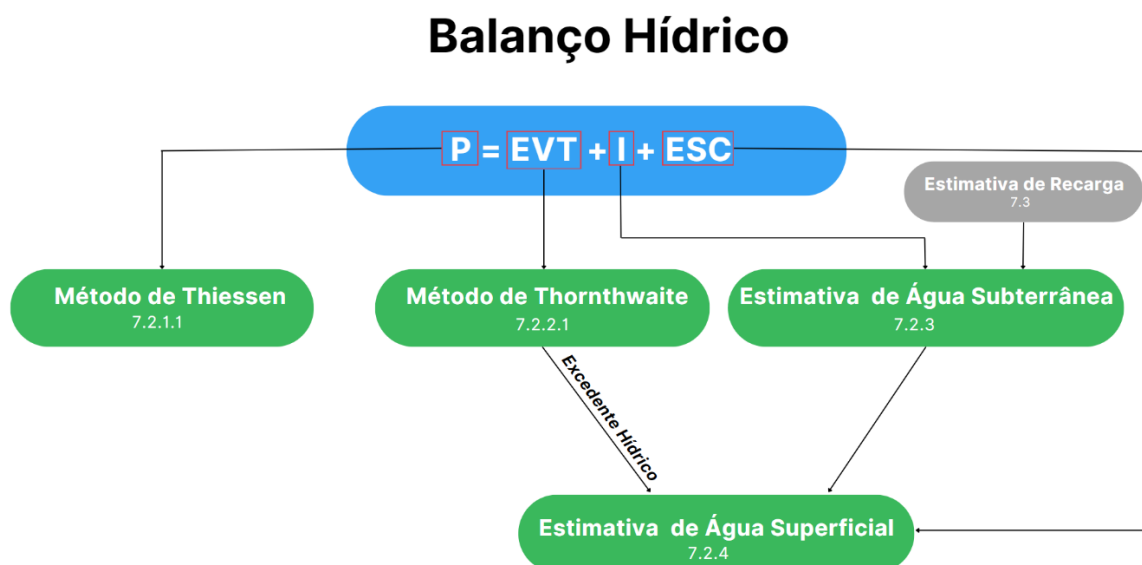 Balanço Hídrico
P = EVT + I + ESC
Estimativa de Recarga
7.3
Método de Thiessen
7.2.1.1
Método de Thornthwaite
7.2.2.1
Estimativa de Água Subterrânea
7.2.3
Excedente Hídrico
Estimativa de Água Superficial
7.2.4